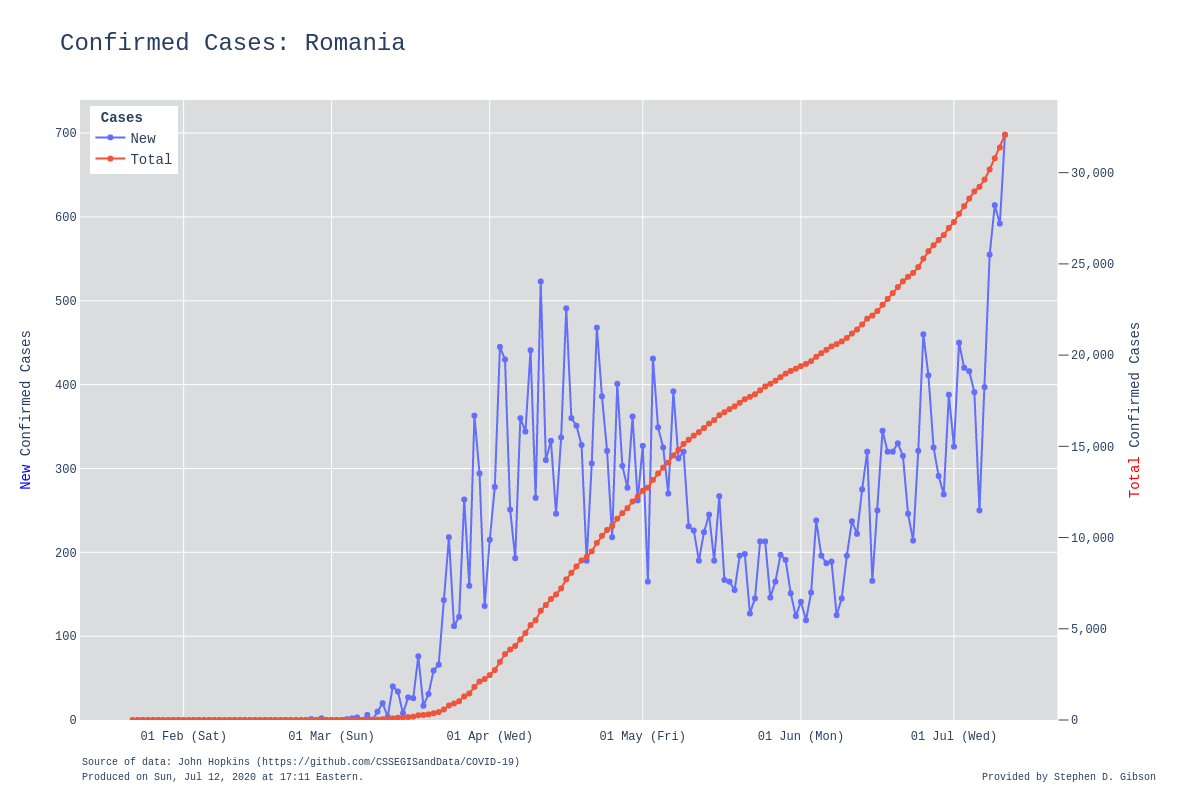 Confirmed Cases: Romania
Cases
New
Total
700
600
500
400
300
200
100
0
New Confirmed Cases
30,000
25,000
20,000
15,000
10,000
5,000
0
Total Confirmed Cases
01 Feb (Sat) 01 Mar (Sun) 01 Apr (Wed) 01 May (Fri) 01 Jun (Mon) 01 Jul (Wed)
Source of data: John Hopkins (https://github.com/CSSEGISandData/COVID-19)
Produced on Sun, Jul 12, 2020 at 17:11 Eastern.
Provided by Stephen D. Gibson